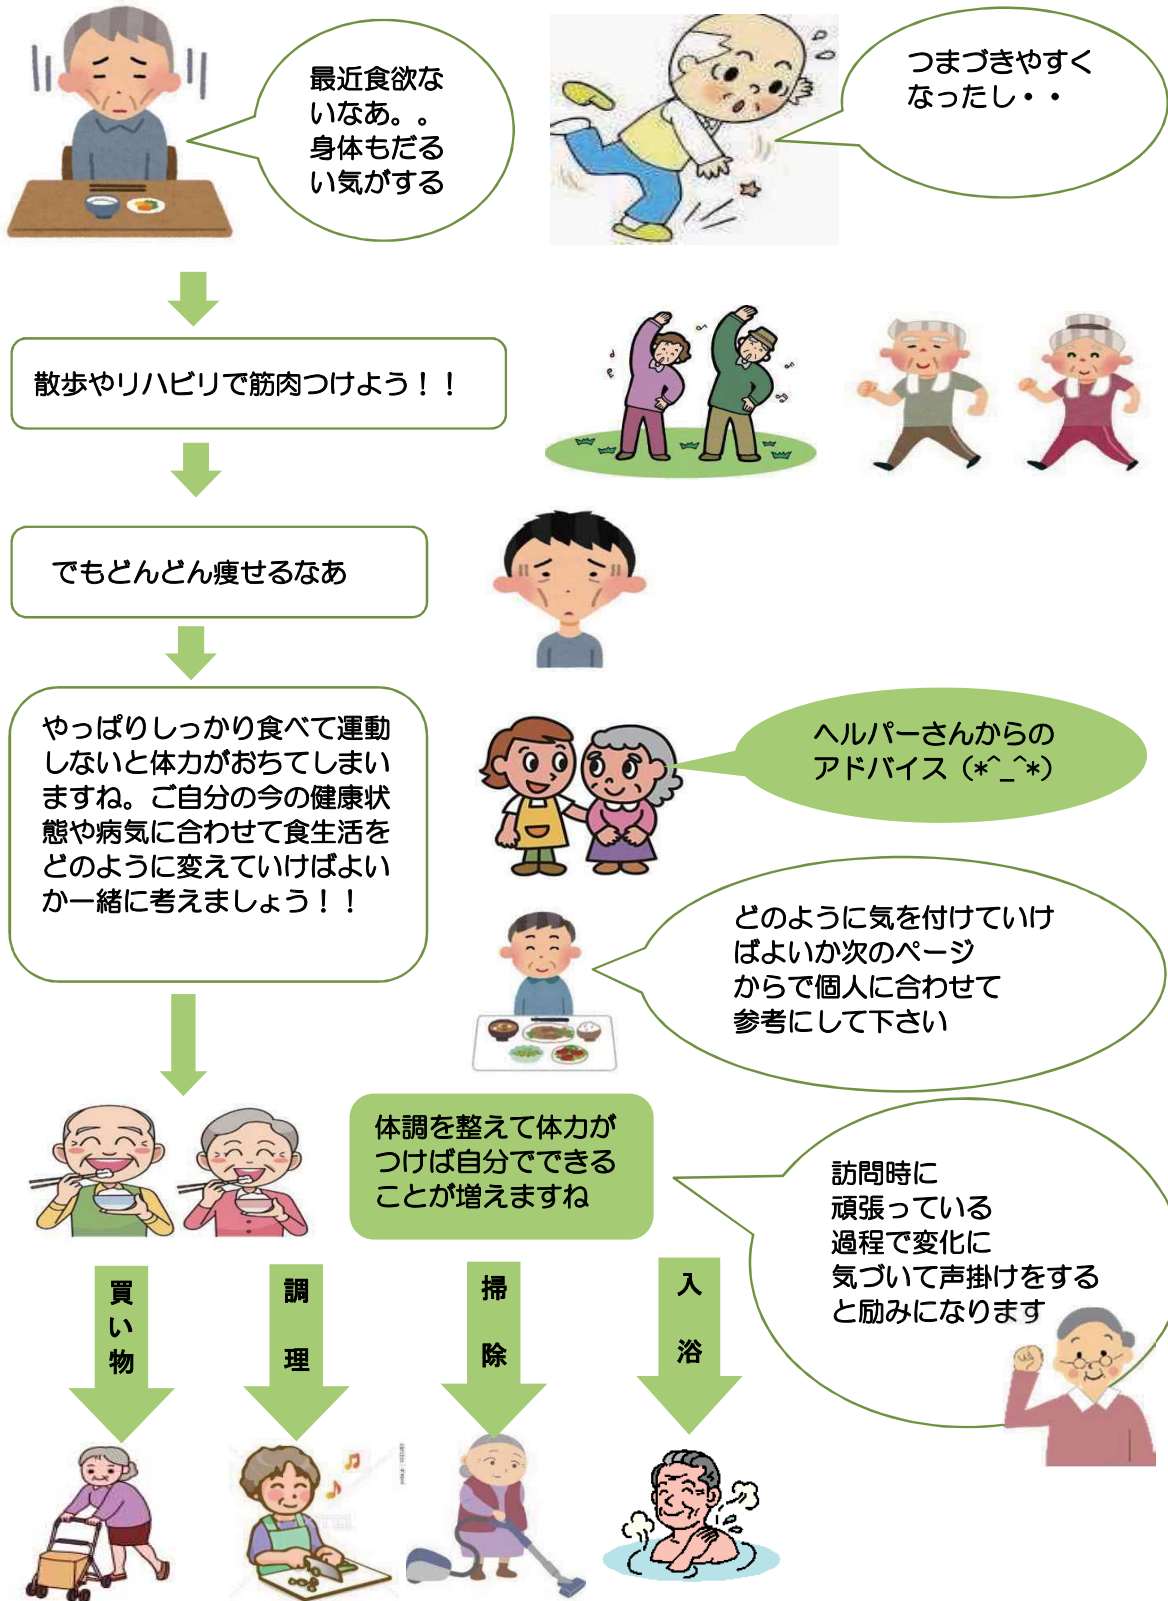 最近食欲な
いなあ。。
身体もだる
い気がする
つまづきやすく
なったし・・
散歩やリハビリで筋肉つけよう！！
でもどんどん痩せるなあ
やっぱりしっかり食べて運動
しないと体力がおちてしまい
ますね。ご自分の今の健康状
態や病気に合わせて食生活を
どのように変えていけばよい
か一緒に考えましょう！！
ヘルパーさんからの
アドバイス（*^_^*）
どのように気を付けていけ
ばよいか次のページ
からで個人に合わせて
参考にして下さい
体調を整えて体力が
つけば自分でできる
ことが増えますね
訪問時に
頑張っている
過程で変化に
気づいて声掛けをする
と励みになります
買い物
調理
掃除
入浴